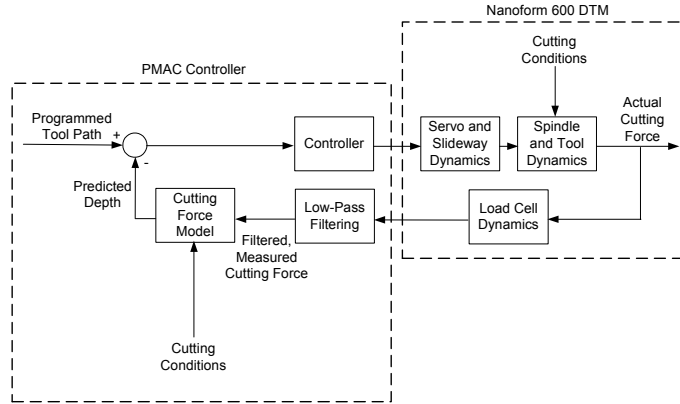 Nanoform 600 DTM
PMAC Controller
Cutting
Conditions
Programmed
Tool Path
+
-
Controller
Servo and
Slideway
Dynamics
Spindle
and Tool
Dynamics
Actual
Cutting
Force
Predicted
Depth
Cutting
Force
Model
Low-Pass
Filtering
Load Cell
Dynamics
Filtered,
Measured
Cutting Force
Cutting
Conditions